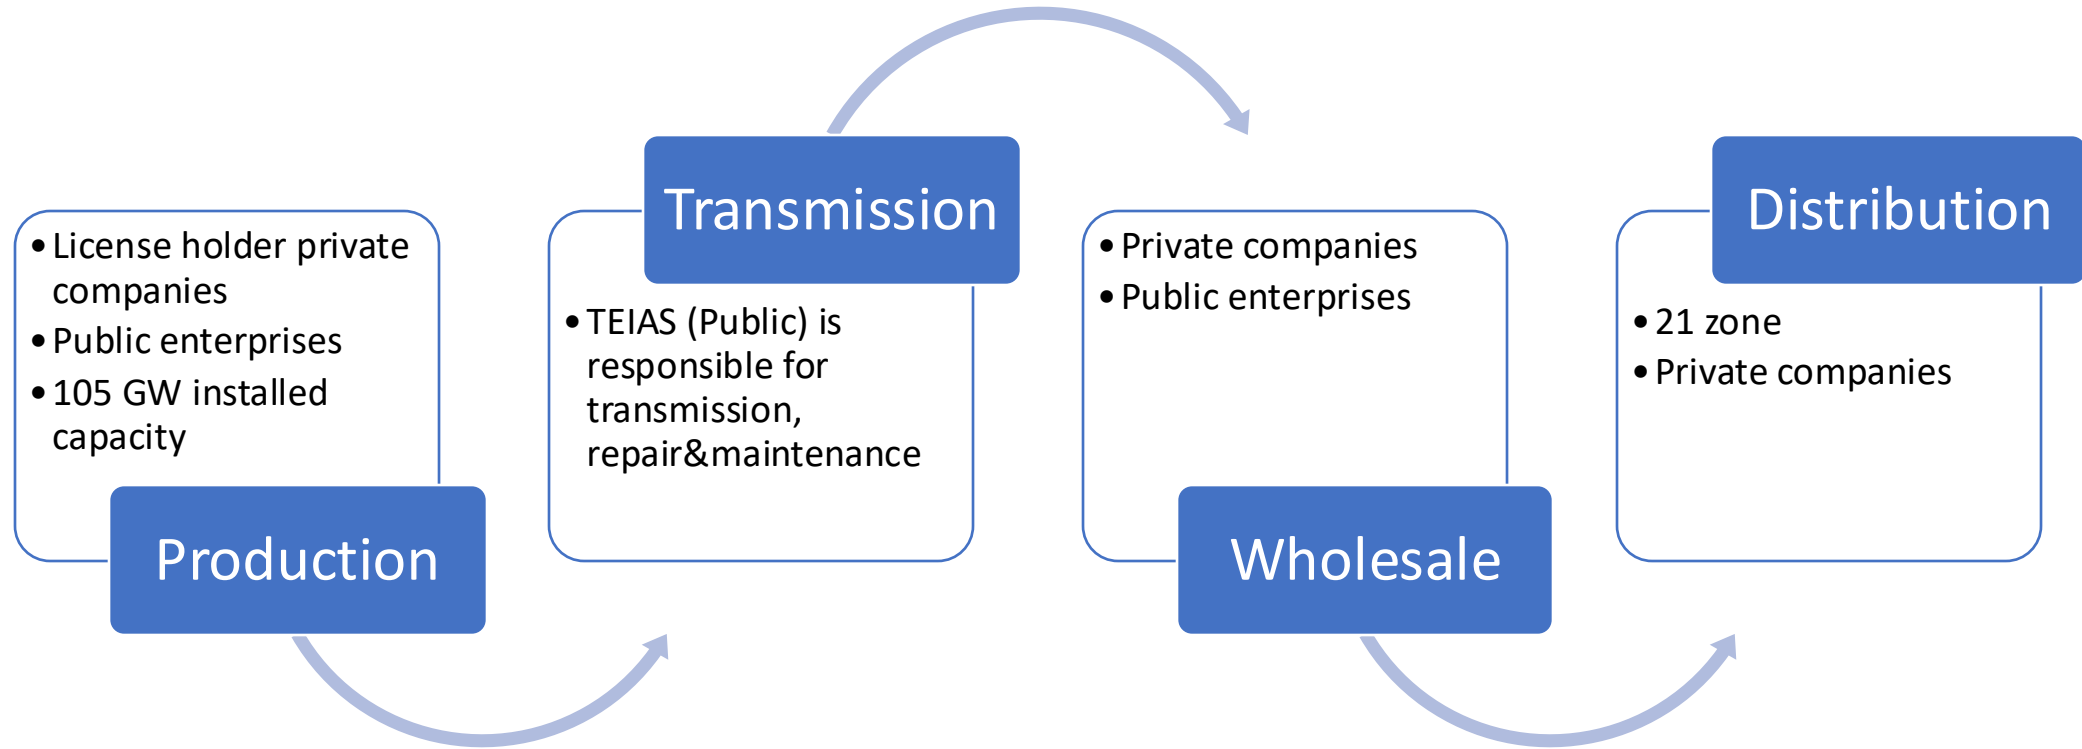 • License holder private
companies
• Public enterprises
• 105 GW installed
capacity
Production
Transmission
• TEIAS (Public) is
responsible for
transmission,
repair&maintenance
• Private companies
• Public enterprises
Wholesale
Distribution
• 21 zone
• Private companies